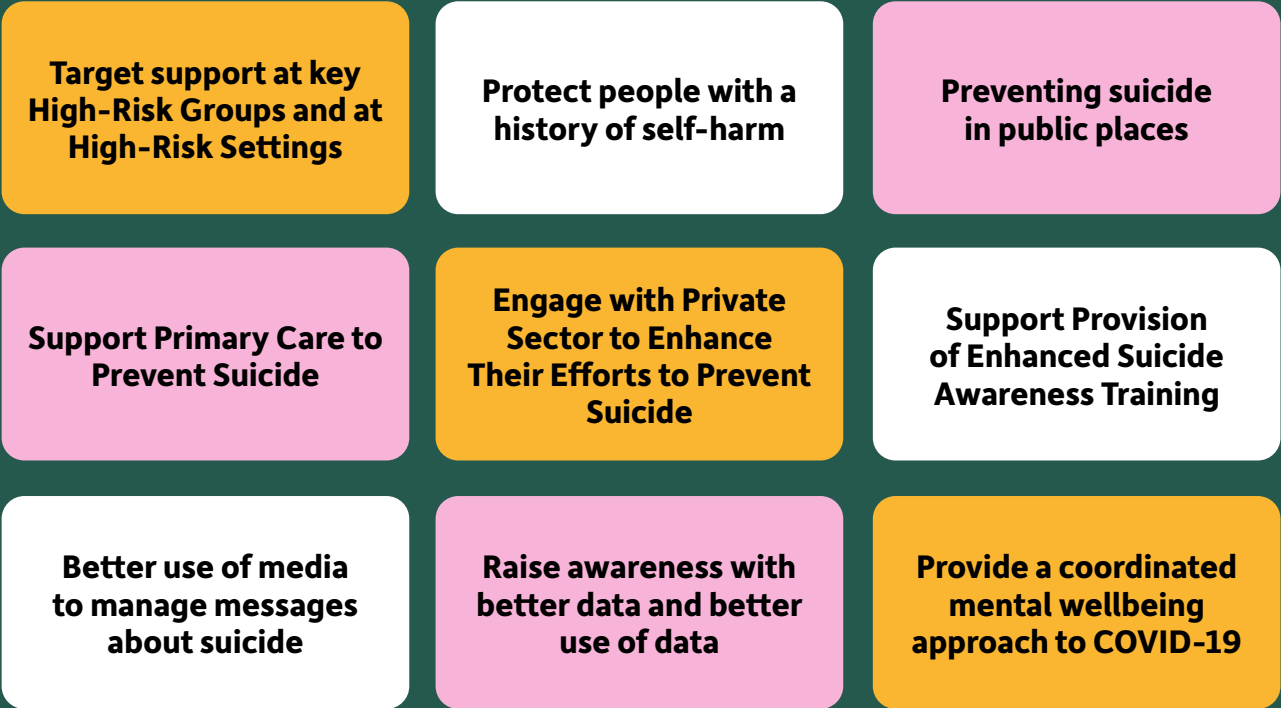 Target support at key
High-Risk Groups and at
High-Risk Settings
Protect people with a
history of self-harm
Preventing suicide
in public places
Support Primary Care to
Prevent Suicide
Engage with Private
Sector to Enhance
Their Efforts to Prevent
Suicide
Support Provision
of Enhanced Suicide
Awareness Training
Better use of media
to manage messages
about suicide
Raise awareness with
better data and better
use of data
Provide a coordinated
mental wellbeing
approach to COVID-19